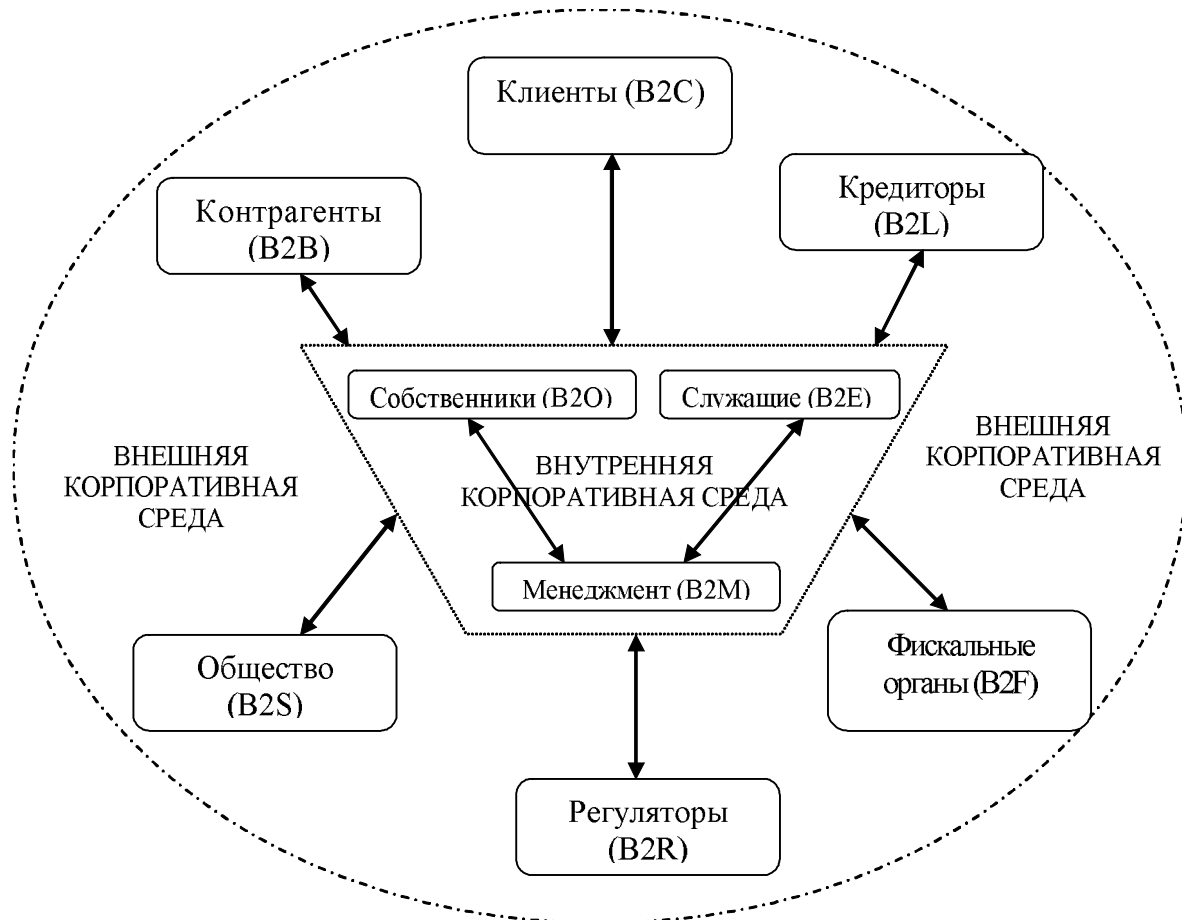 Клиенты (B2C)
Контрагенты
(B2B)
Кредиторы
(B2L)
Собственники (B2O)
Служащие (B2E)
ВНЕШНЯЯ
КОРПОРАТИВНАЯ
СРЕДА
ВНУТРЕННЯЯ
КОРПОРАТИВНАЯ СРЕДА
ВНЕШНЯЯ
КОРПОРАТИВНАЯ
СРЕДА
Менеджмент (B2M)
Общество
(B2S)
Фискальные
органы (B2F)
Регуляторы
(B2R)